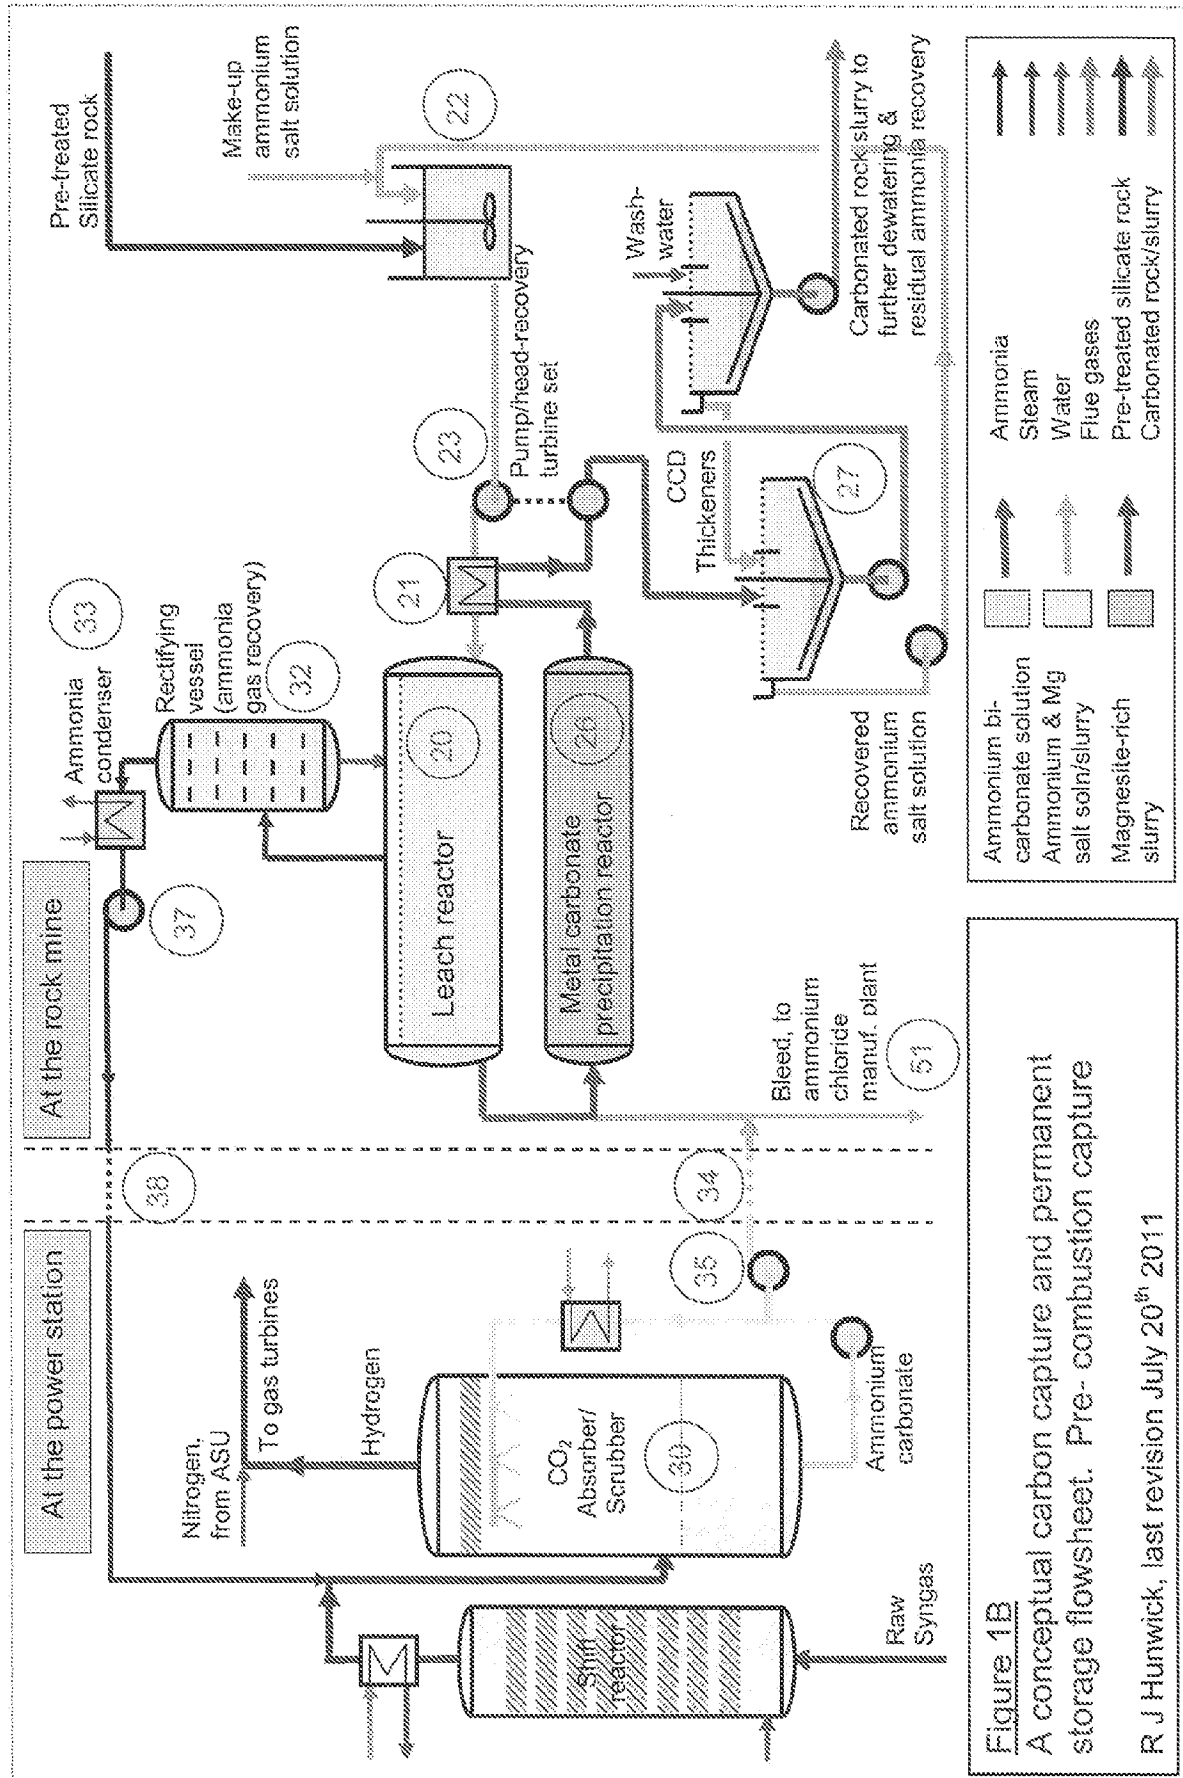 At the power station
At the rock mine
Nitrogen,
from ASU
To gas turbines
Hydrogen
Shift
reactor
Raw
Syngas
CO₂
Absorber/
Scrubber
30
Ammonium
carbonate
35
34
38
37
Ammonia
condenser
33
Rectifying
vessel
(ammonia
gas recovery)
32
Leach reactor
20
Metal carbonate
precipitation reactor
26
Bleed, to
ammonium
chloride
manuf. plant
51
21
23
Pump/head-recovery
turbine set
Pre-treated
Silicate rock
Make-up
ammonium
salt solution
22
CCD
Thickeners
27
Wash-
water
Recovered
ammonium
salt solution
Carbonated rock slurry to
further dewatering &
residual ammonia recovery
Figure 1B
A conceptual carbon capture and permanent
storage flowsheet. Pre- combustion capture
R J Hunwick, last revision July 20th 2011
Ammonium bi-
carbonate solution
Ammonium & Mg
salt soln/slurry
Magnesite-rich
slurry
Ammonia
Steam
Water
Flue gases
Pre-treated silicate rock
Carbonated rock/slurry